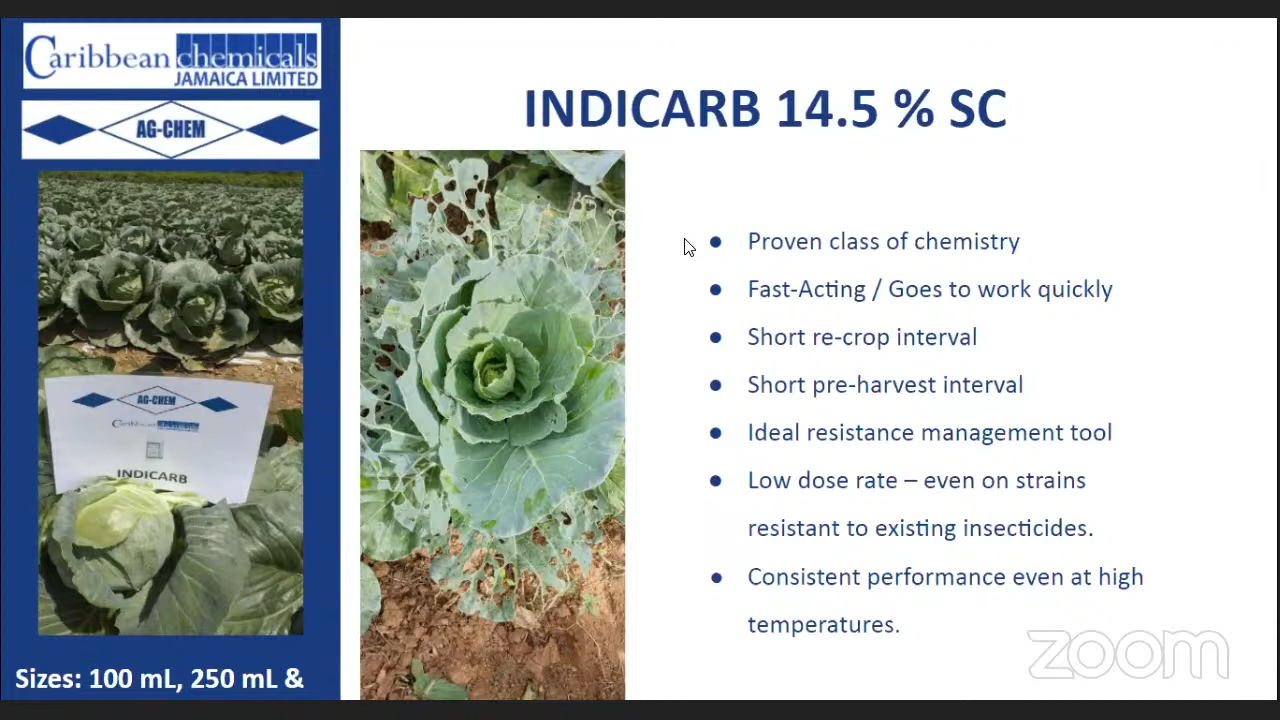 Caribbean chemicals
JAMAICA LIMITED
AG-CHEM
AG-CHEM
Caribbean chemicals
INDICARB
Sizes: 100 mL, 250 mL &
INDICARB 14.5 % SC
● Proven class of chemistry
● Fast-Acting / Goes to work quickly
● Short re-crop interval
● Short pre-harvest interval
● Ideal resistance management tool
● Low dose rate – even on strains
resistant to existing insecticides.
● Consistent performance even at high
temperatures.
zoom